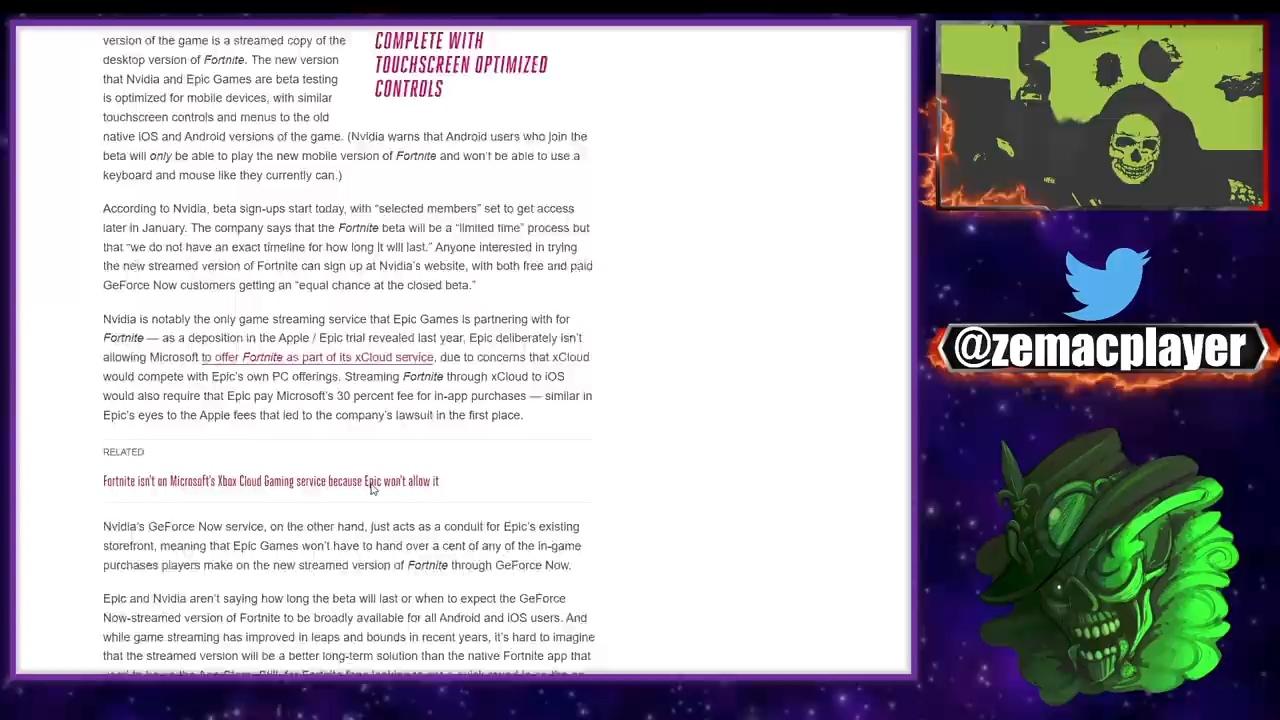 version of the game is a streamed copy of the
desktop version of Fortnite. The new version
that Nvidia and Epic Games are beta testing
is optimized for mobile devices, with similar
touchscreen controls and menus to the old
COMPLETE WITH
TOUCHSCREEN OPTIMIZED
CONTROLS
native iOS and Android versions of the game. (Nvidia warns that Android users who join the
beta will only be able to play the new mobile version of Fortnite and won't be able to use a
keyboard and mouse like they currently can.)
According to Nvidia, beta sign-ups start today, with “selected members” set to get access
later in January. The company says that the Fortnite beta will be a “limited time” process but
that “we do not have an exact timeline for how long it will last.” Anyone interested in trying
the new streamed version of Fortnite can sign up at Nvidia's website, with both free and paid
GeForce Now customers getting an “equal chance at the closed beta.”
Nvidia is notably the only game streaming service that Epic Games is partnering with for
Fortnite — as a deposition in the Apple / Epic trial revealed last year, Epic deliberately isn't
allowing Microsoft to offer Fortnite as part of its xCloud service, due to concerns that xCloud
would compete with Epic's own PC offerings. Streaming Fortnite through xCloud to iOS
would also require that Epic pay Microsoft's 30 percent fee for in-app purchases — similar in
Epic's eyes to the Apple fees that led to the company's lawsuit in the first place.
RELATED
Fortnite isn't on Microsoft's Xbox Cloud Gaming service because Epic won't allow it
Nvidia's GeForce Now service, on the other hand, just acts as a conduit for Epic's existing
storefront, meaning that Epic Games won't have to hand over a cent of any of the in-game
purchases players make on the new streamed version of Fortnite through GeForce Now.
Epic and Nvidia aren't saying how long the beta will last or when to expect the GeForce
Now-streamed version of Fortnite to be broadly available for all Android and iOS users. And
while game streaming has improved in leaps and bounds in recent years, it's hard to imagine
that the streamed version will be a better long-term solution than the native Fortnite app that
@zemacplayer